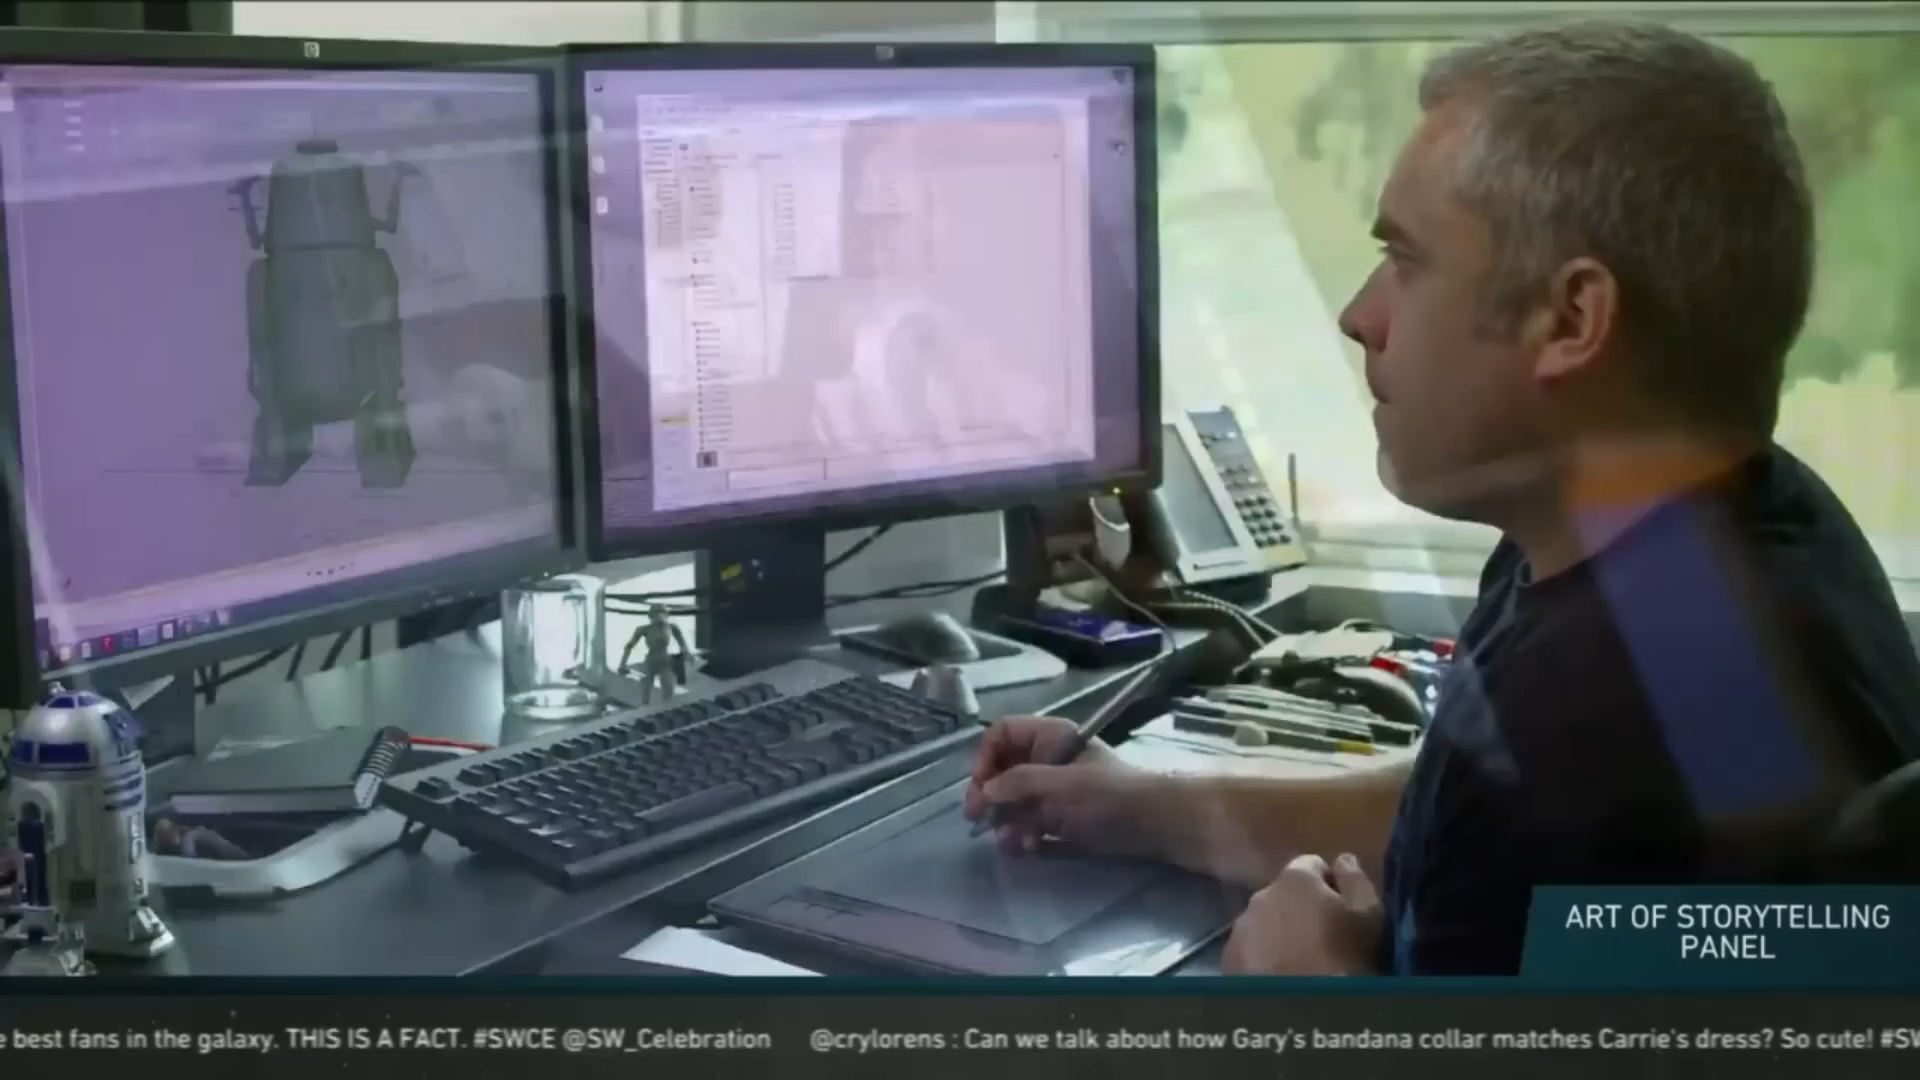 ART OF STORYTELLING
PANEL
e best fans in the galaxy. THIS IS A FACT. #SWCE @SW_Celebration @crylorens : Can we talk about how Gary's bandana collar matches Carrie's dress? So cute! #SW